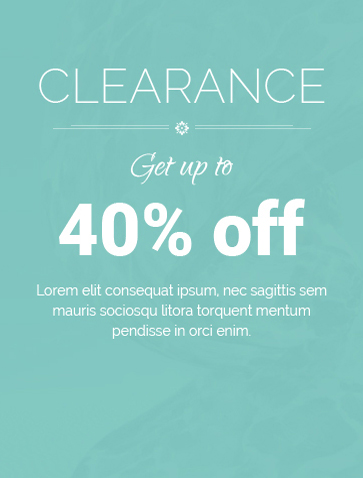 CLEARANCE
Get up to
40% off
Lorem elit consequat ipsum, nec sagittis sem
mauris sociosqu litora torquent mentum
pendisse in orci enim.